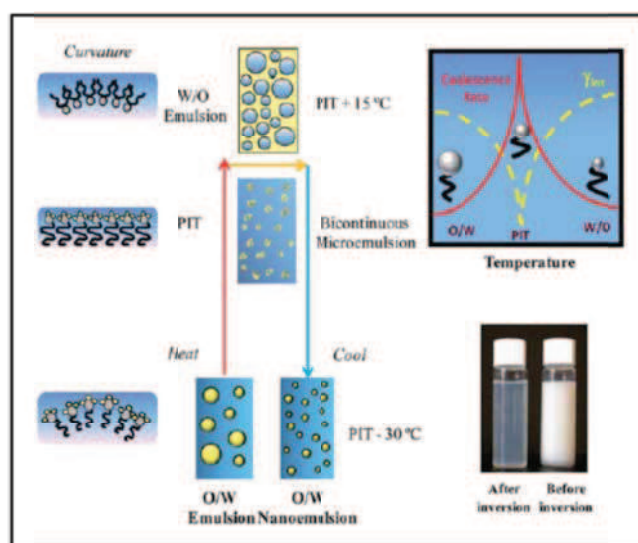 Curvature
W/O
Emulsion
PIT + 15 ºC
Coalescence
Rate
γint
O/W
PIT
W/O
Temperature
PIT
Bicontinuous
Microemulsion
Heat
Cool
PIT - 30 ºC
O/W
Emulsion
O/W
Nanoemulsion
After
inversion
Before
inversion